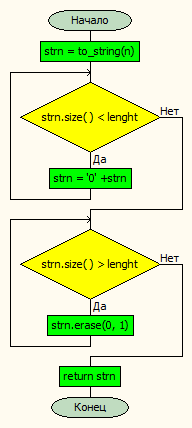 Начало
strn = to_string(n)
strn.size( ) < lenght
Нет
Да
strn = '0' +strn
strn.size( ) > lenght
Нет
Да
strn.erase(0, 1)
return strn
Конец